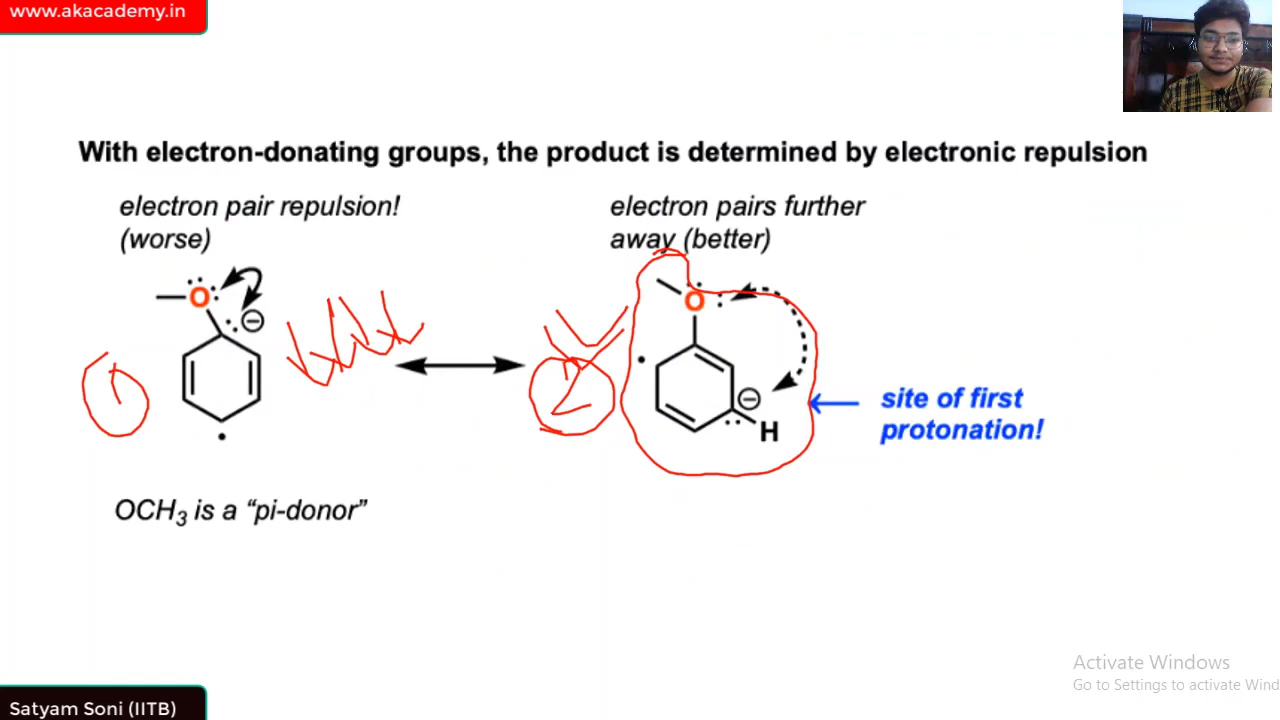 www.akacademy.in
With electron-donating groups, the product is determined by electronic repulsion
electron pair repulsion!
(worse)
electron pairs further
away (better)
O
O
1
2
H
site of first
protonation!
OCH3 is a “pi-donor”
Activate Windows
Go to Settings to activate Wind
Satyam Soni (IITB)